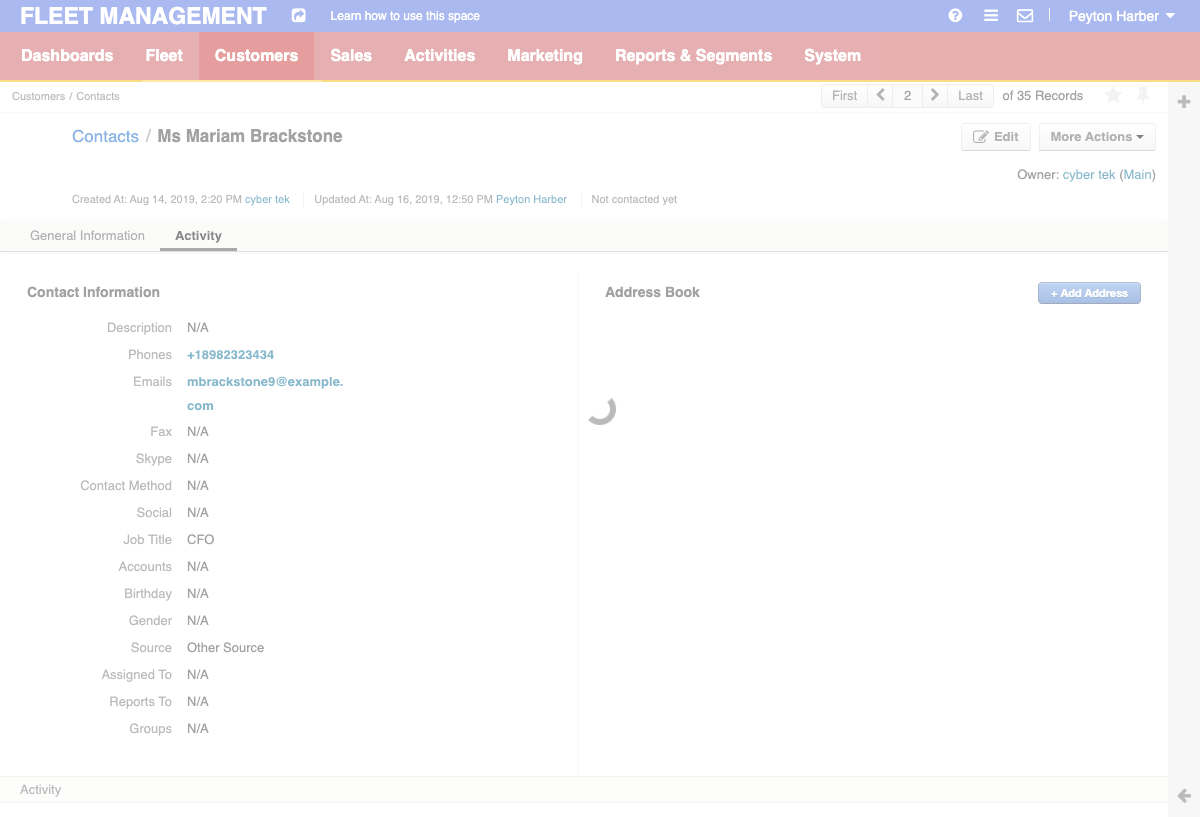 FLEET MANAGEMENT Learn how to use this space Peyton Harber
Dashboards Fleet Customers Sales Activities Marketing Reports & Segments System
Customers / Contacts First 2 Last of 35 Records
Contacts / Ms Mariam Brackstone Edit More Actions
Owner: cyber tek (Main)
Created At: Aug 14, 2019, 2:20 PM cyber tek Updated At: Aug 16, 2019, 12:50 PM Peyton Harber Not contacted yet
General Information Activity
Contact Information
Description N/A
Phones +18982323434
Emails mbrackstone9@example.
com
Fax N/A
Skype N/A
Contact Method N/A
Social N/A
Job Title CFO
Accounts N/A
Birthday N/A
Gender N/A
Source Other Source
Assigned To N/A
Reports To N/A
Groups N/A
Address Book + Add Address
Activity